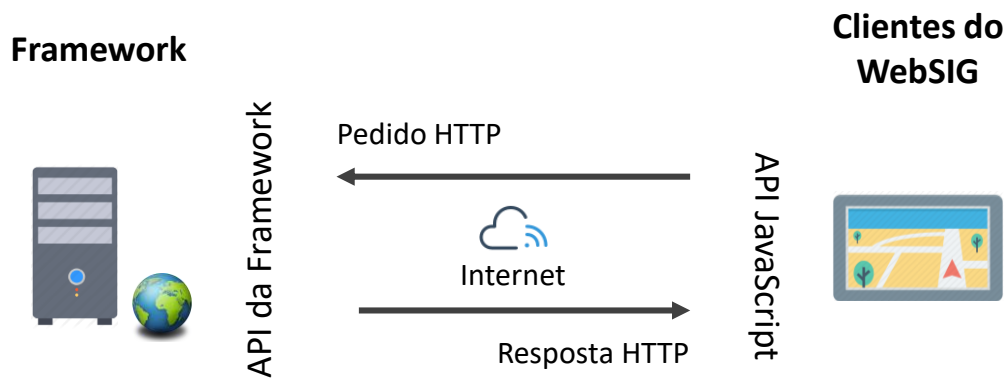 Framework
Clientes do
WebSIG
API da Framework
Pedido HTTP
Internet
Resposta HTTP
API JavaScript